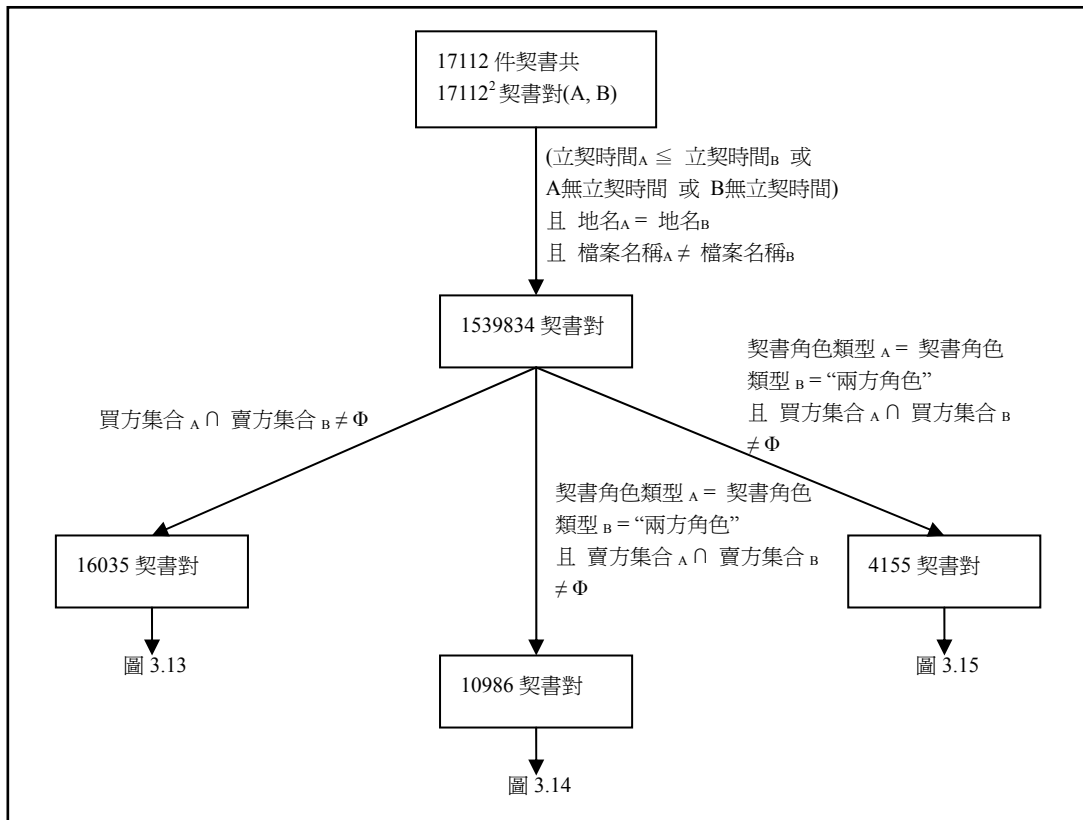 17112 件契書共
17112² 契書對(A, B)
(立契時間A ≦ 立契時間B 或
A無立契時間 或 B無立契時間)
且 地名A = 地名B
且 檔案名稱A ≠ 檔案名稱B
1539834 契書對
買方集合 A ∩ 賣方集合 B ≠ Φ
契書角色類型 A = 契書角色
類型 B = “兩方角色”
且 賣方集合 A ∩ 賣方集合 B
≠ Φ
契書角色類型 A = 契書角色
類型 B = “兩方角色”
且 買方集合 A ∩ 買方集合 B
≠ Φ
16035 契書對
10986 契書對
4155 契書對
圖 3.13
圖 3.14
圖 3.15